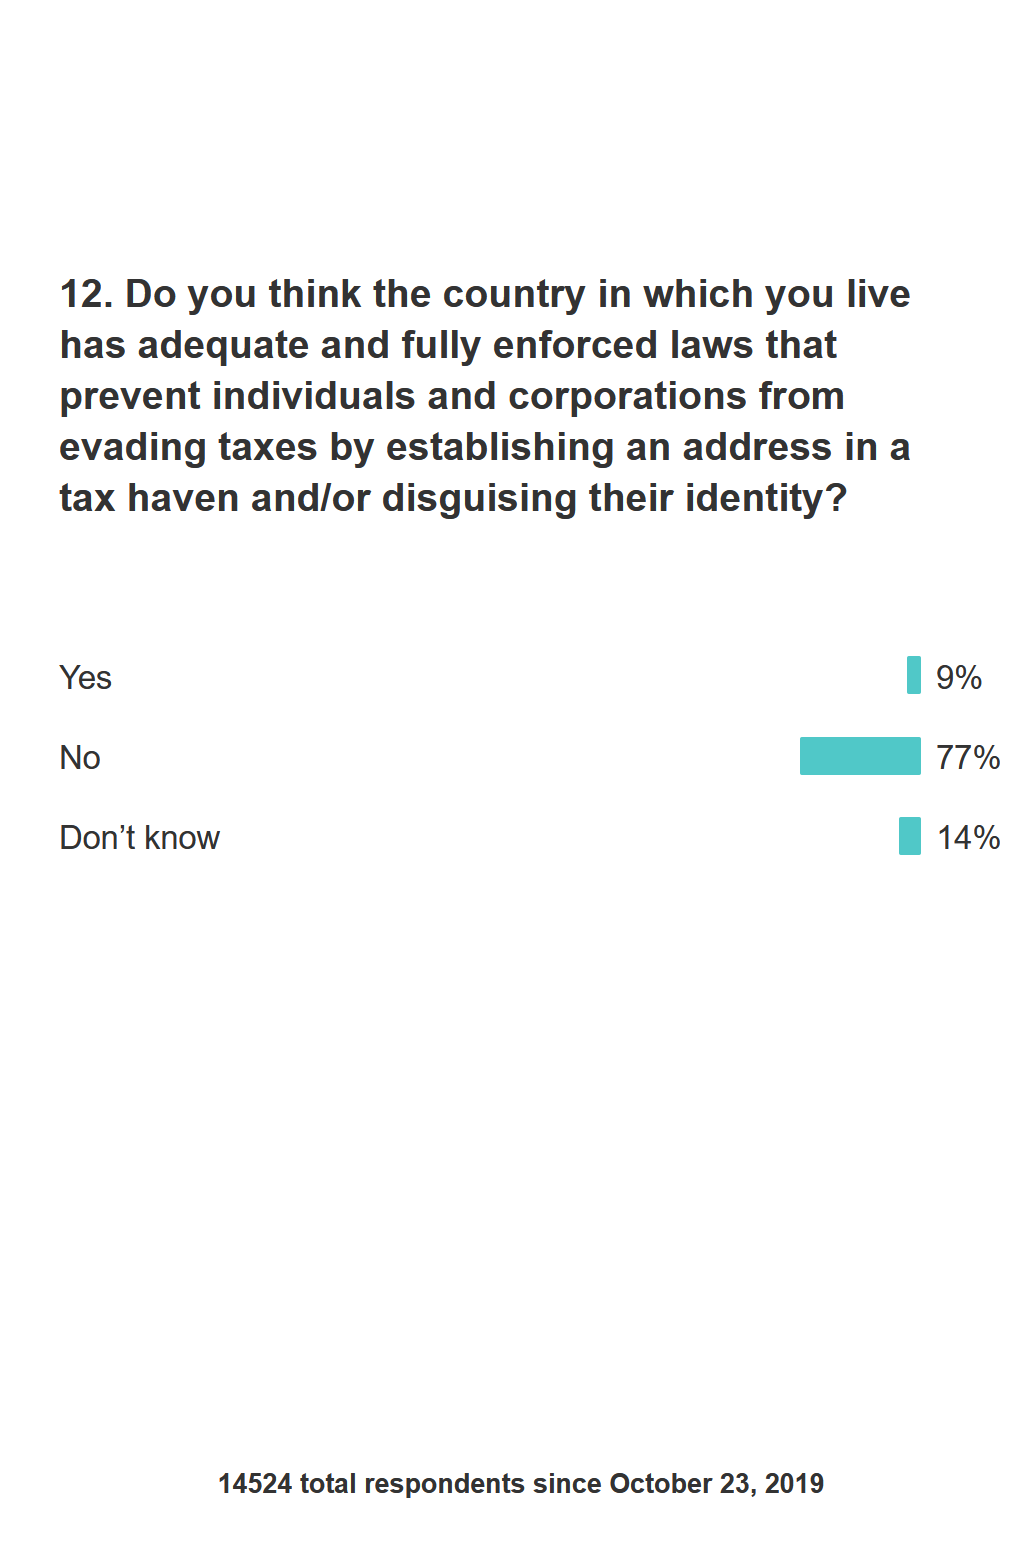 12. Do you think the country in which you live
has adequate and fully enforced laws that
prevent individuals and corporations from
evading taxes by establishing an address in a
tax haven and/or disguising their identity?
Yes 9%
No 77%
Don’t know 14%
14524 total respondents since October 23, 2019